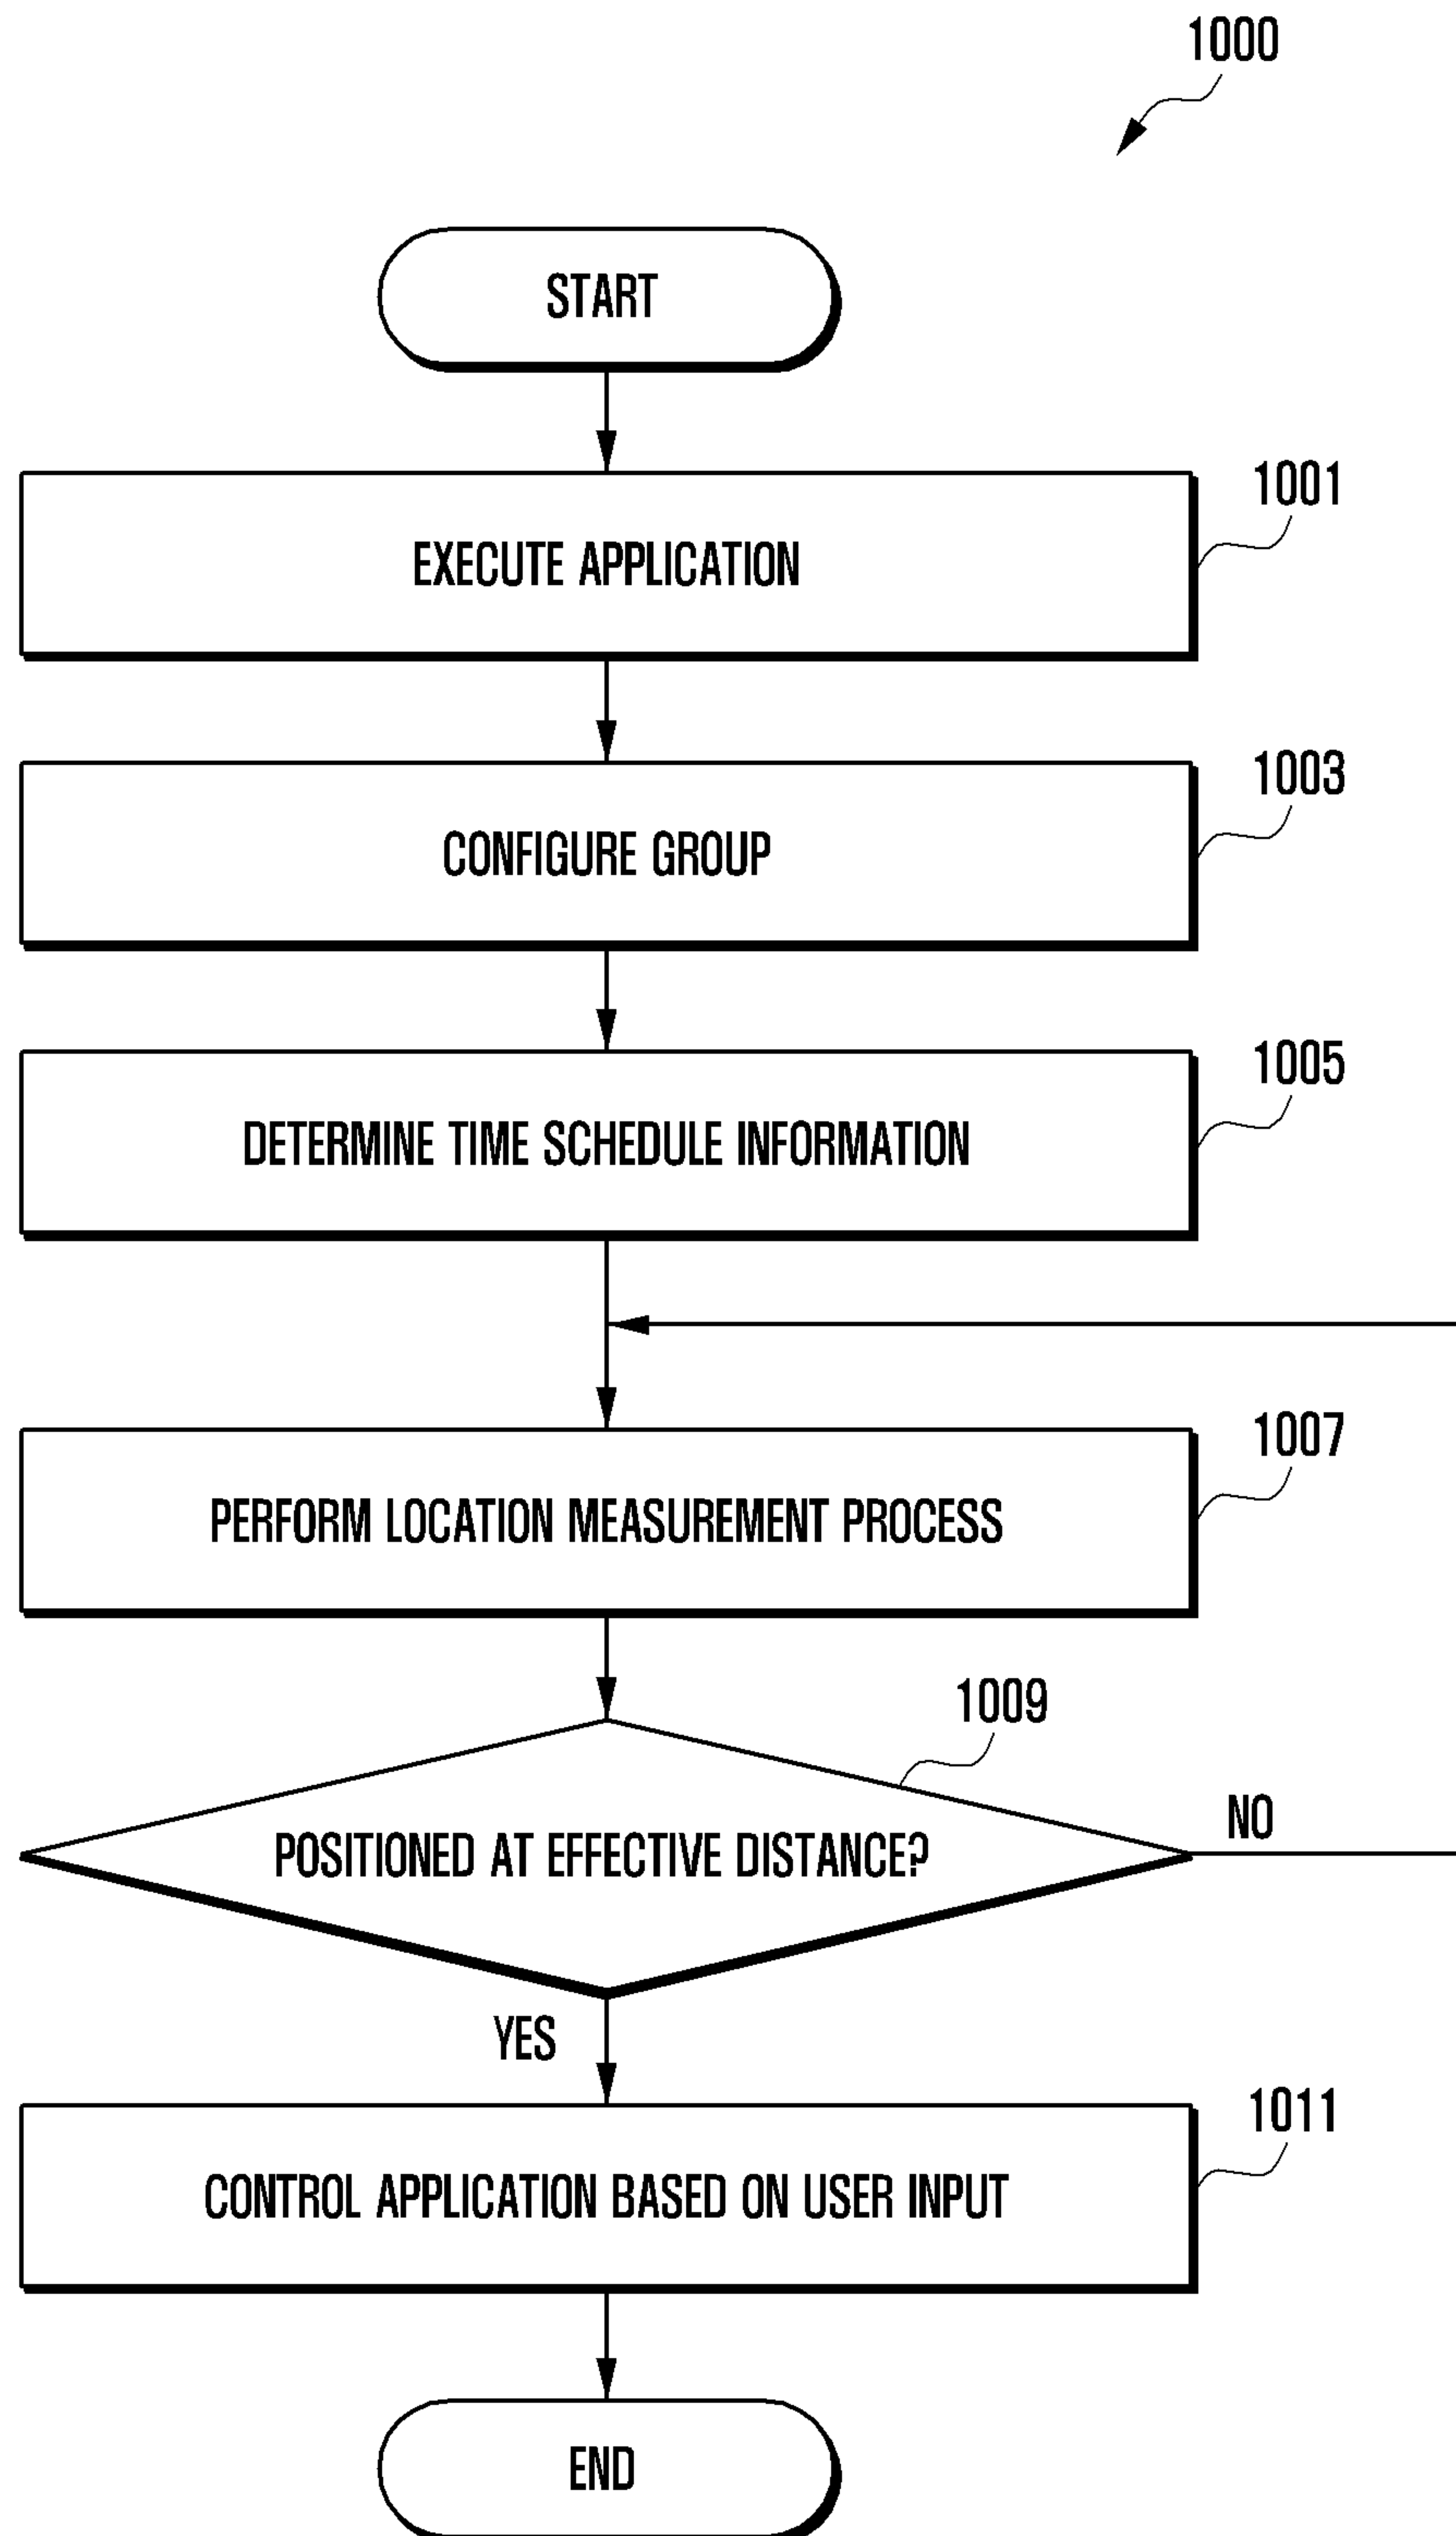 1000
START
EXECUTE APPLICATION
1001
CONFIGURE GROUP
1003
DETERMINE TIME SCHEDULE INFORMATION
1005
PERFORM LOCATION MEASUREMENT PROCESS
1007
1009
POSITIONED AT EFFECTIVE DISTANCE?
NO
YES
CONTROL APPLICATION BASED ON USER INPUT
1011
END